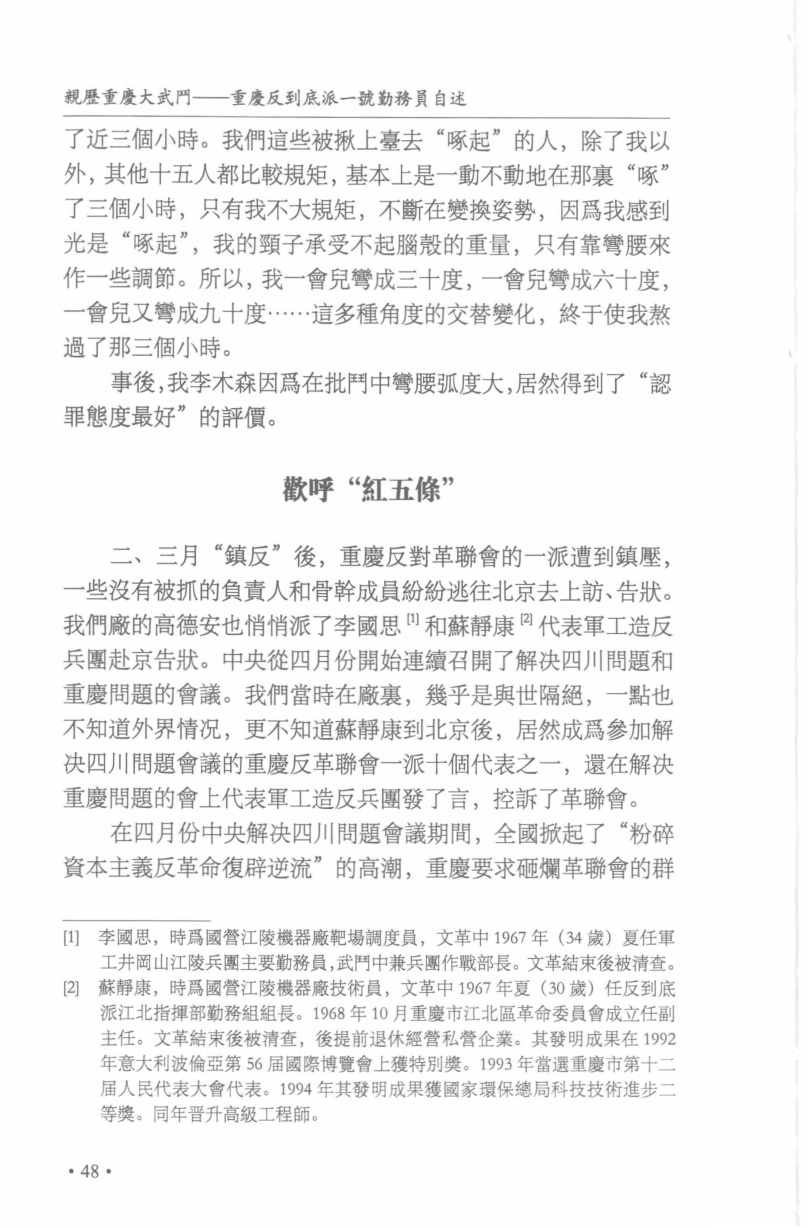 親歷重慶大武鬥——重慶反到底派一號勤務員自述
了近三個小時。我們這些被揪上臺去“啄起”的人，除了我以
外，其他十五人都比較規矩，基本上是一動不動地在那裏“啄”
了三個小時，只有我不大規矩，不斷在變換姿勢，因爲我感到
光是“啄起”，我的頸子承受不起腦殼的重量，只有靠彎腰來
作一些調節。所以，我一會兒彎成三十度，一會兒彎成六十度，
一會兒又彎成九十度……這多種角度的交替變化，終于使我熬
過了那三個小時。
事後，我李木森因爲在批鬥中彎腰弧度大，居然得到了“認
罪態度最好”的評價。
歡呼“紅五條”
二、三月“鎮反”後，重慶反對革聯會的一派遭到鎮壓，
一些沒有被抓的負責人和骨幹成員紛紛逃往北京去上訪、告狀。
我們廠的高德安也悄悄派了李國思[1]和蘇靜康[2]代表軍工造反
兵團赴京告狀。中央從四月份開始連續召開了解决四川問題和
重慶問題的會議。我們當時在廠裏，幾乎是與世隔絕，一點也
不知道外界情况，更不知道蘇靜康到北京後，居然成爲參加解
决四川問題會議的重慶反革聯會一派十個代表之一，還在解决
重慶問題的會上代表軍工造反兵團發了言，控訴了革聯會。
在四月份中央解决四川問題會議期間，全國掀起了“粉碎
資本主義反革命復辟逆流”的高潮，重慶要求砸爛革聯會的群
[1] 李國思，時爲國營江陵機器廠靶場調度員，文革中1967年（34歲）夏任軍
工井岡山江陵兵團主要勤務員，武鬥中兼兵團作戰部長。文革結束後被清查。
[2] 蘇靜康，時爲國營江陵機器廠技術員，文革中1967年夏（30歲）任反到底
派江北指揮部勤務組組長。1968年10月重慶市江北區革命委員會成立任副
主任。文革結束後被清查，後提前退休經營私營企業。其發明成果在1992
年意大利波倫亞第56届國際博覽會上獲特別獎。1993年當選重慶市第十二
届人民代表大會代表。1994年其發明成果獲國家環保總局科技技術進步二
等獎。同年晋升高級工程師。
·48·